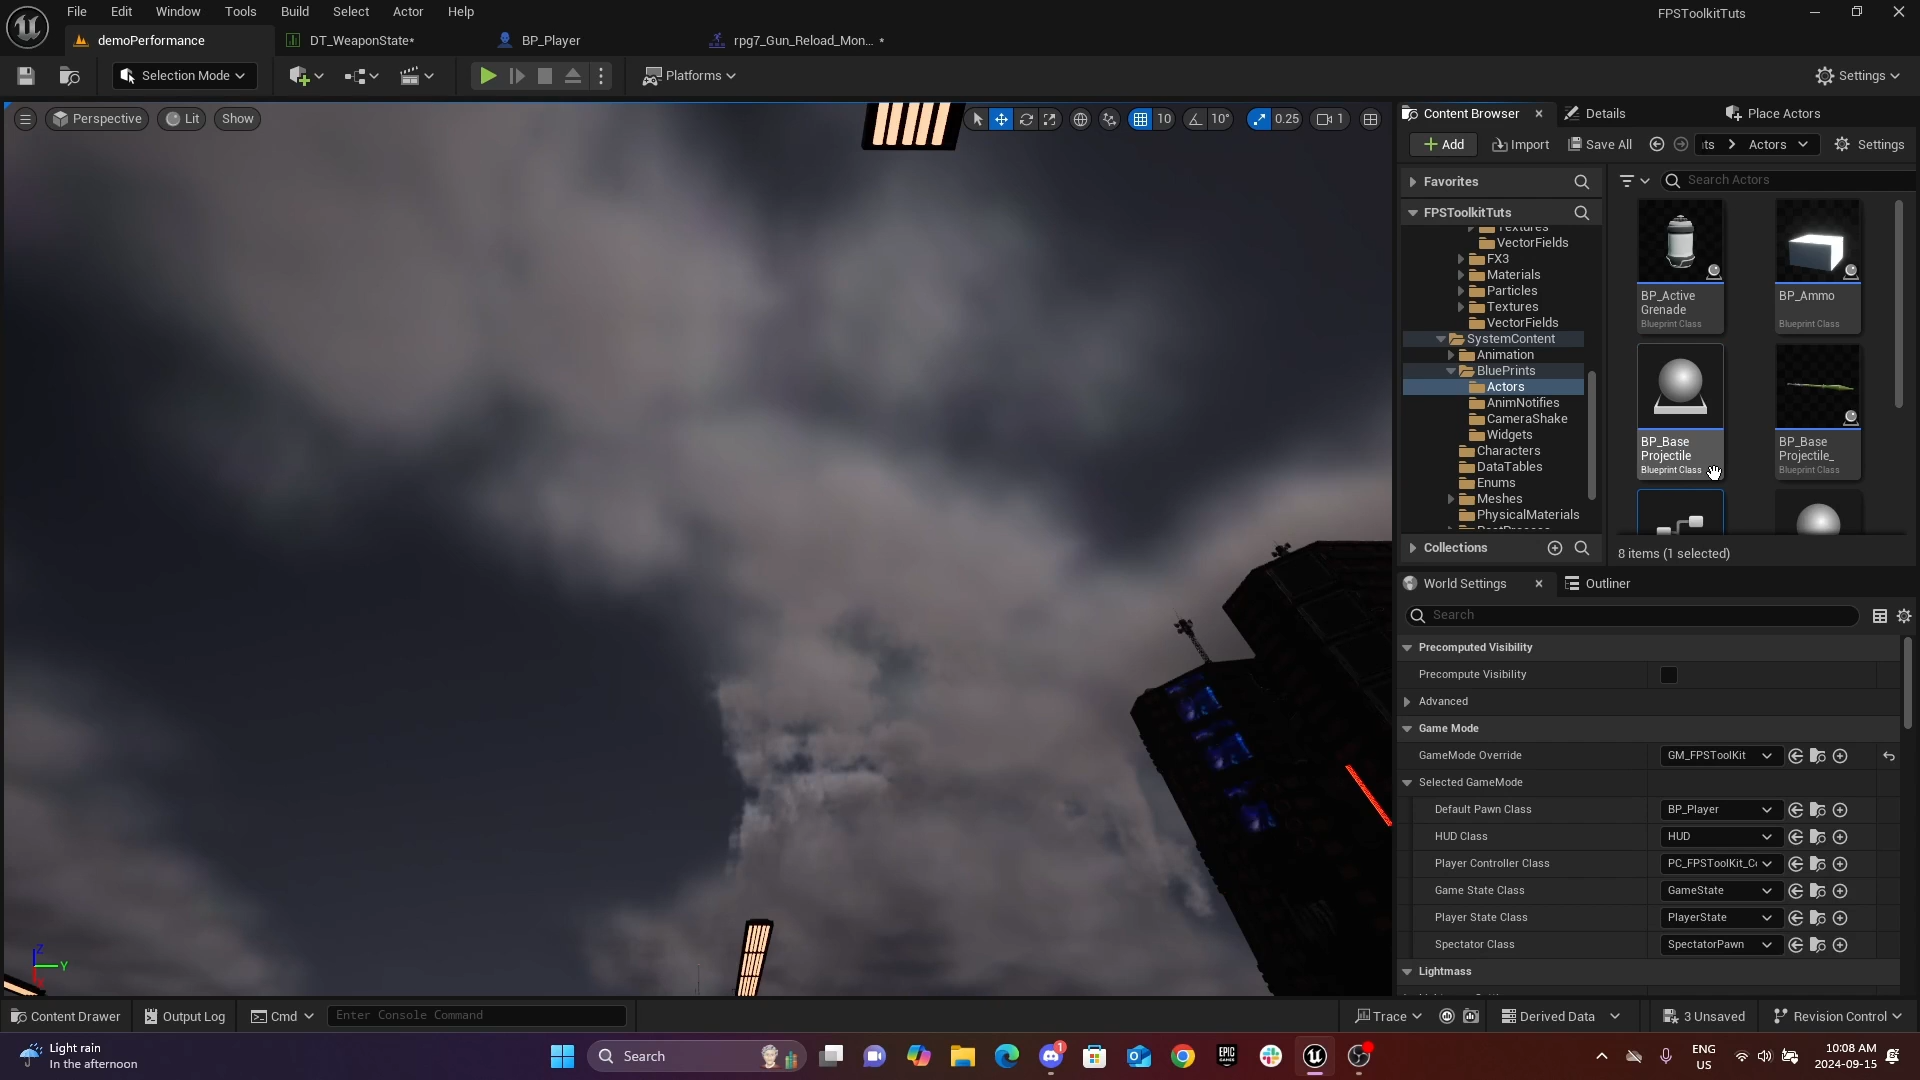 File Edit Window Tools Build Select Actor Help
FPSToolkitTuts
demoPerformance
DT_WeaponState*
BP_Player
rpg7_Gun_Reload_Mon... *
Selection Mode
Platforms
Settings
Perspective
Lit
Show
10
10°
0.25
1
Content Browser
Details
Place Actors
Add
Import
Save All
ts
Actors
Settings
Favorites
Search Actors
FPSToolkitTuts
Textures
VectorFields
FX3
Materials
Particles
Textures
VectorFields
SystemContent
Animation
BluePrints
Actors
AnimNotifies
CameraShake
Widgets
Characters
DataTables
Enums
Meshes
PhysicalMaterials
Collections
BP_Active
Grenade
Blueprint Class
BP_Ammo
Blueprint Class
BP_Base
Projectile
Blueprint Class
BP_Base
Projectile_
Blueprint Class
8 items (1 selected)
World Settings
Outliner
Search
Precomputed Visibility
Precompute Visibility
Advanced
Game Mode
GameMode Override
GM_FPSToolKit
Selected GameMode
Default Pawn Class
BP_Player
HUD Class
HUD
Player Controller Class
PC_FPSToolKit_C
Game State Class
GameState
Player State Class
PlayerState
Spectator Class
SpectatorPawn
Lightmass
Z
Y
Content Drawer
Output Log
Cmd
Enter Console Command
Trace
Derived Data
3 Unsaved
Revision Control
Light rain
In the afternoon
Search
1
EPIC
GAMES
ENG
US
10:08 AM
2024-09-15